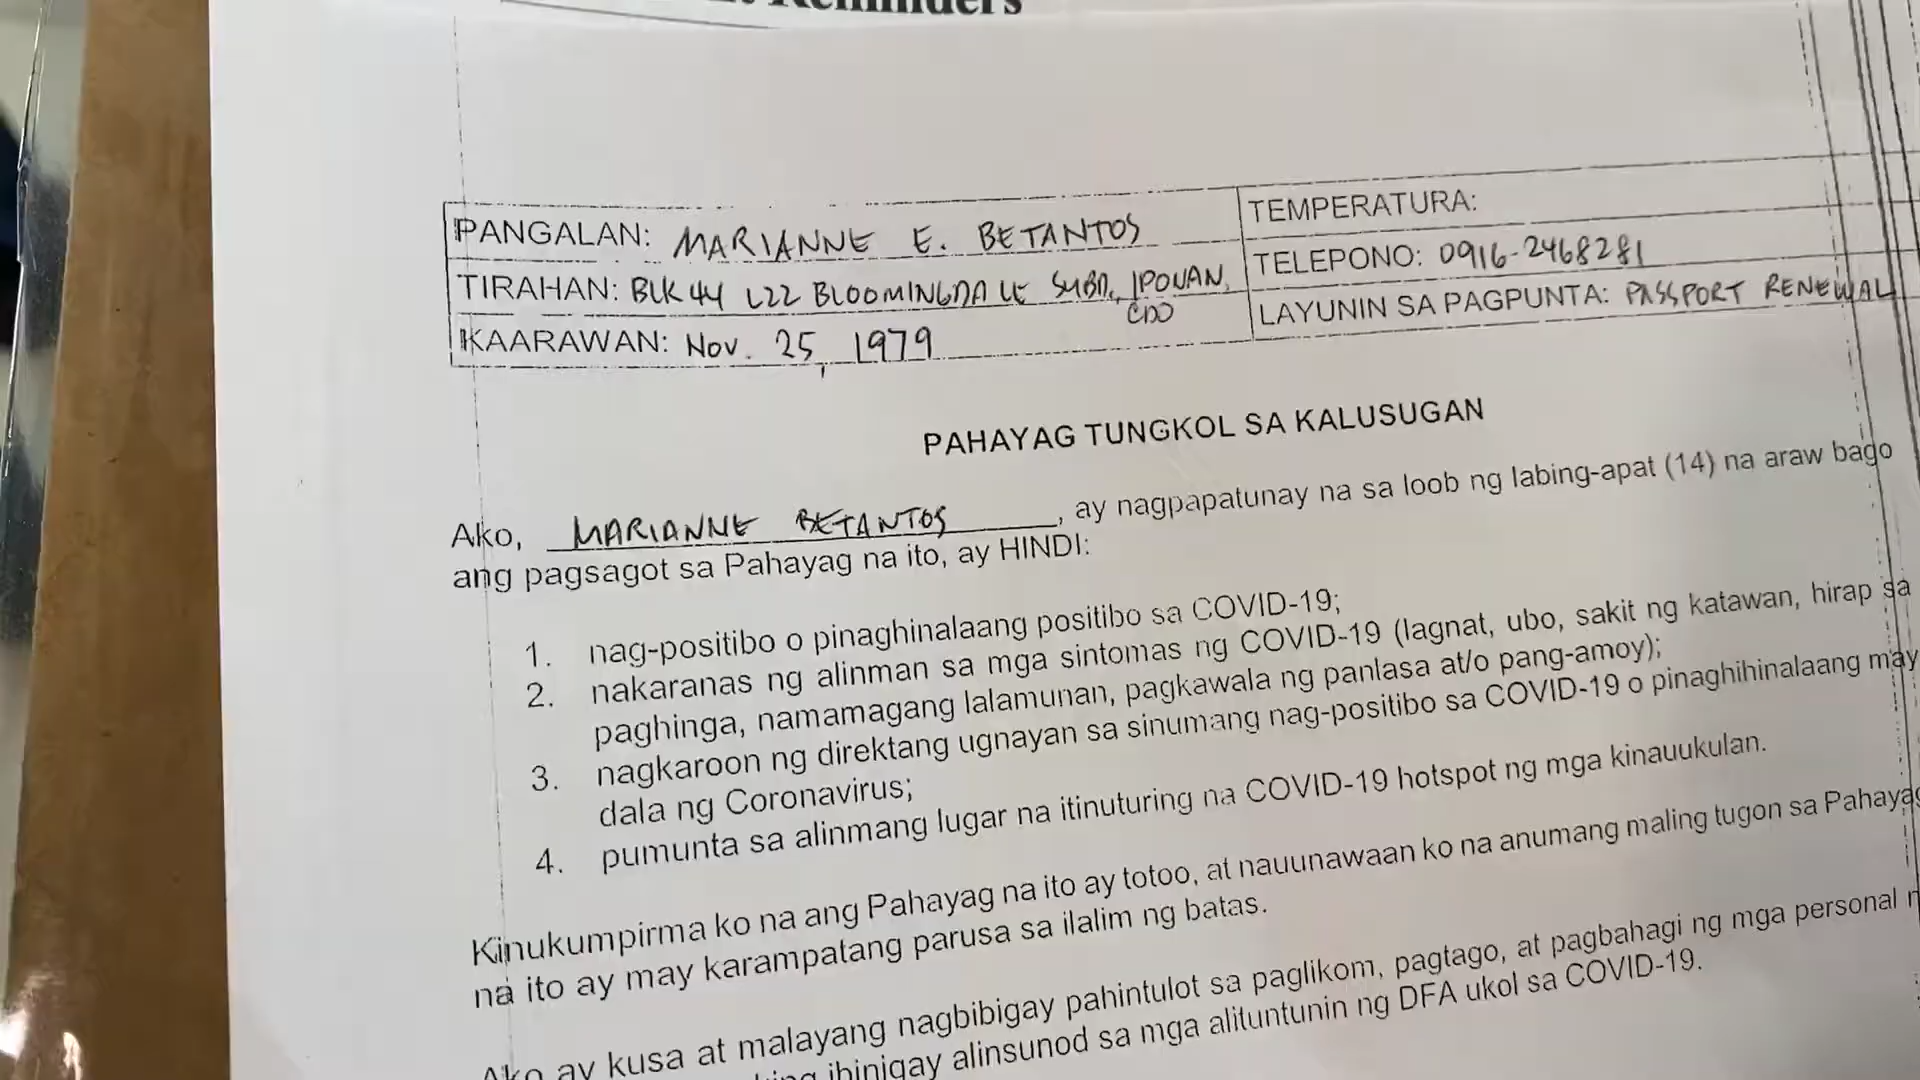 Reminders
PANGALAN: MARIANNE E. BETANTOS
TEMPERATURA:
TIRAHAN: BLK 44 L22 BLOOMINGDALE SUBD., IPONAN, CDO
TELEPONO: 0916-2468281
KAARAWAN: NOV. 25, 1979
LAYUNIN SA PAGPUNTA: PASSPORT RENEWAL
PAHAYAG TUNGKOL SA KALUSUGAN
Ako, MARIANNE BETANTOS, ay nagpapatunay na sa loob ng labing-apat (14) na araw bago
ang pagsagot sa Pahayag na ito, ay HINDI:
1. nag-positibo o pinaghinalaang positibo sa COVID-19;
2. nakaranas ng alinman sa mga sintomas ng COVID-19 (lagnat, ubo, sakit ng katawan, hirap sa
paghinga, namamagang lalamunan, pagkawala ng panlasa at/o pang-amoy);
3. nagkaroon ng direktang ugnayan sa sinumang nag-positibo sa COVID-19 o pinaghihinalaang may
dala ng Coronavirus;
4. pumunta sa alinmang lugar na itinuturing na COVID-19 hotspot ng mga kinauukulan.
Kinukumpirma ko na ang Pahayag na ito ay totoo, at nauunawaan ko na anumang maling tugon sa Pahayag
na ito ay may karampatang parusa sa ilalim ng batas.
Ako ay kusa at malayang nagbibigay pahintulot sa paglikom, pagtago, at pagbahagi ng mga personal
ibinigay alinsunod sa mga alituntunin ng DFA ukol sa COVID-19.